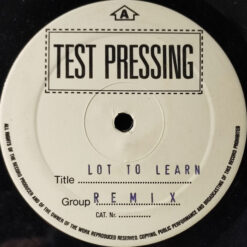 A
TEST PRESSING
LOT TO LEARN
Title
REMIX
Group
CAT. Nr.
ALL RIGHTS OF THE RECORD PRODUCER AND OF THE OWNER OF THE WORK REPRODUCED RESERVED. COPYING, PUBLIC PERFORMANCE AND BROADCASTING OF THIS RECORD PROHIBITED